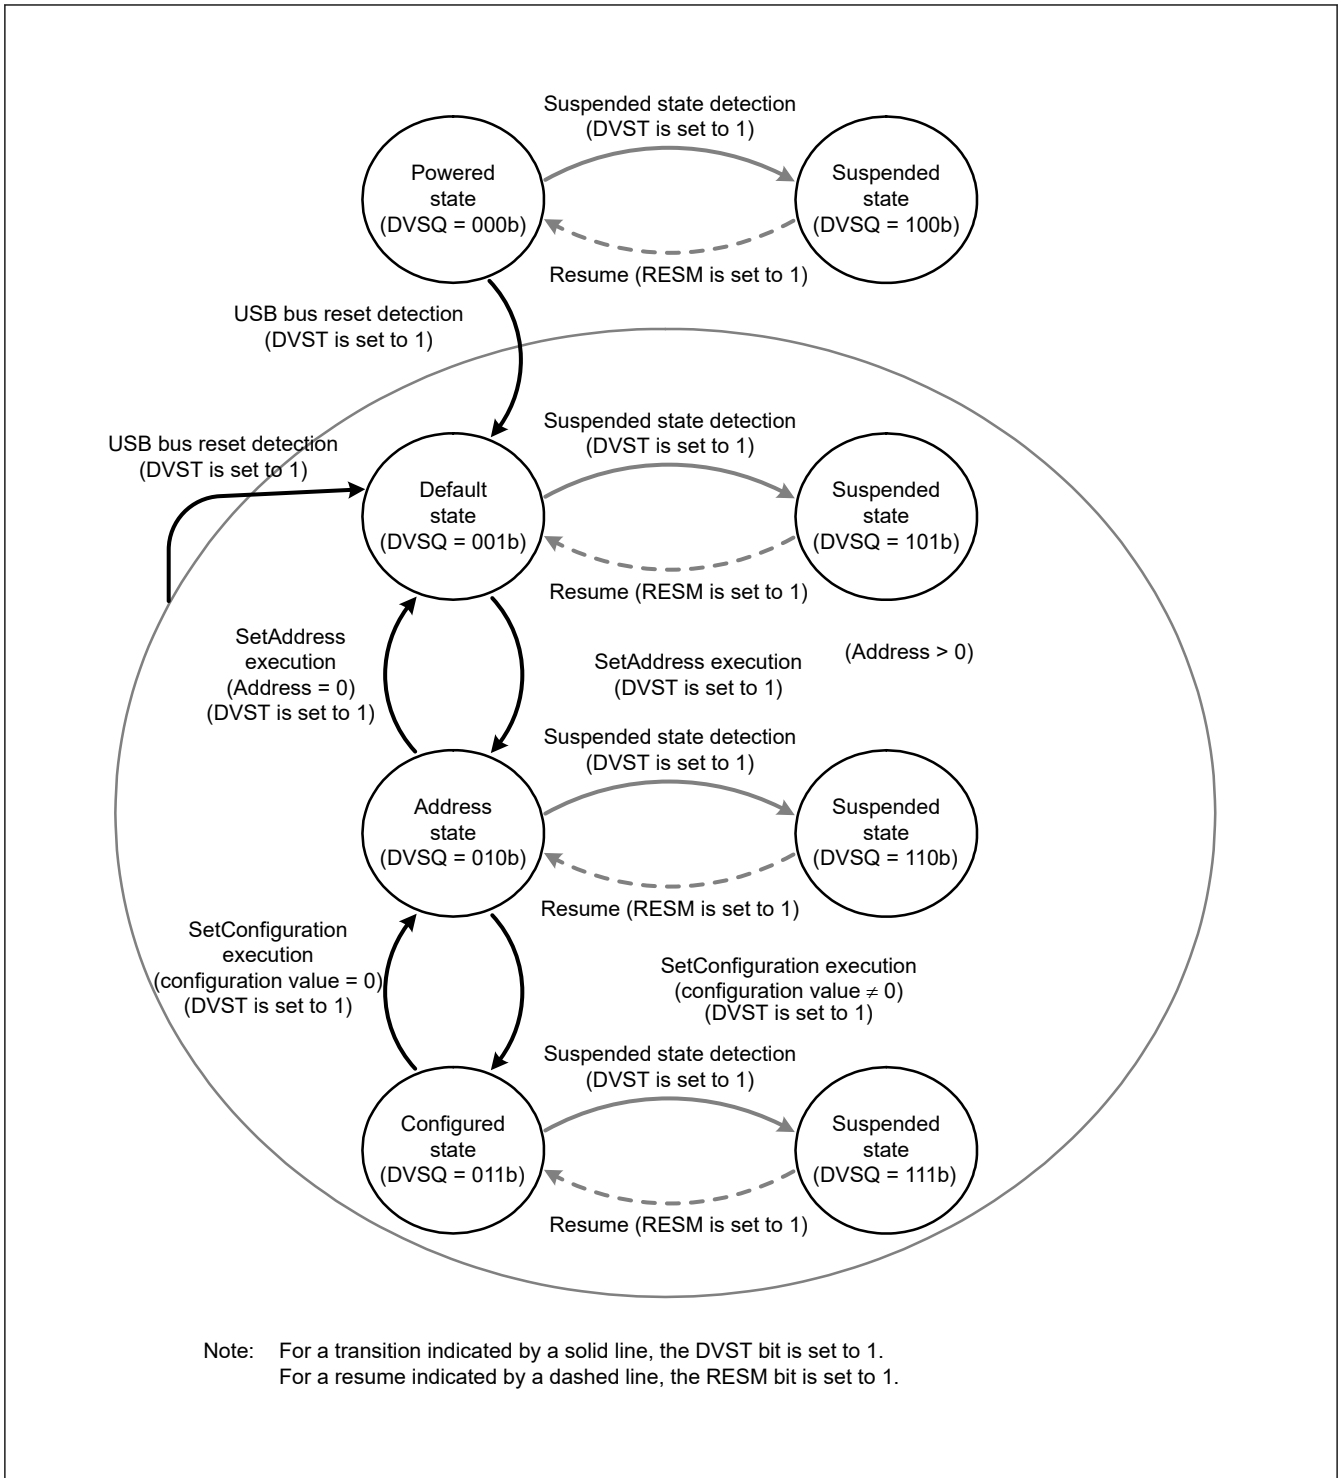 Suspended state detection
(DVST is set to 1)
Powered
state
(DVSQ = 000b)
Suspended
state
(DVSQ = 100b)
Resume (RESM is set to 1)
USB bus reset detection
(DVST is set to 1)
USB bus reset detection
(DVST is set to 1)
Suspended state detection
(DVST is set to 1)
Default
state
(DVSQ = 001b)
Suspended
state
(DVSQ = 101b)
Resume (RESM is set to 1)
SetAddress
execution
(Address = 0)
(DVST is set to 1)
SetAddress execution
(DVST is set to 1)
(Address > 0)
Suspended state detection
(DVST is set to 1)
Address
state
(DVSQ = 010b)
Suspended
state
(DVSQ = 110b)
Resume (RESM is set to 1)
SetConfiguration
execution
(configuration value = 0)
(DVST is set to 1)
SetConfiguration execution
(configuration value ≠ 0)
(DVST is set to 1)
Suspended state detection
(DVST is set to 1)
Configured
state
(DVSQ = 011b)
Suspended
state
(DVSQ = 111b)
Resume (RESM is set to 1)
Note: For a transition indicated by a solid line, the DVST bit is set to 1.
For a resume indicated by a dashed line, the RESM bit is set to 1.